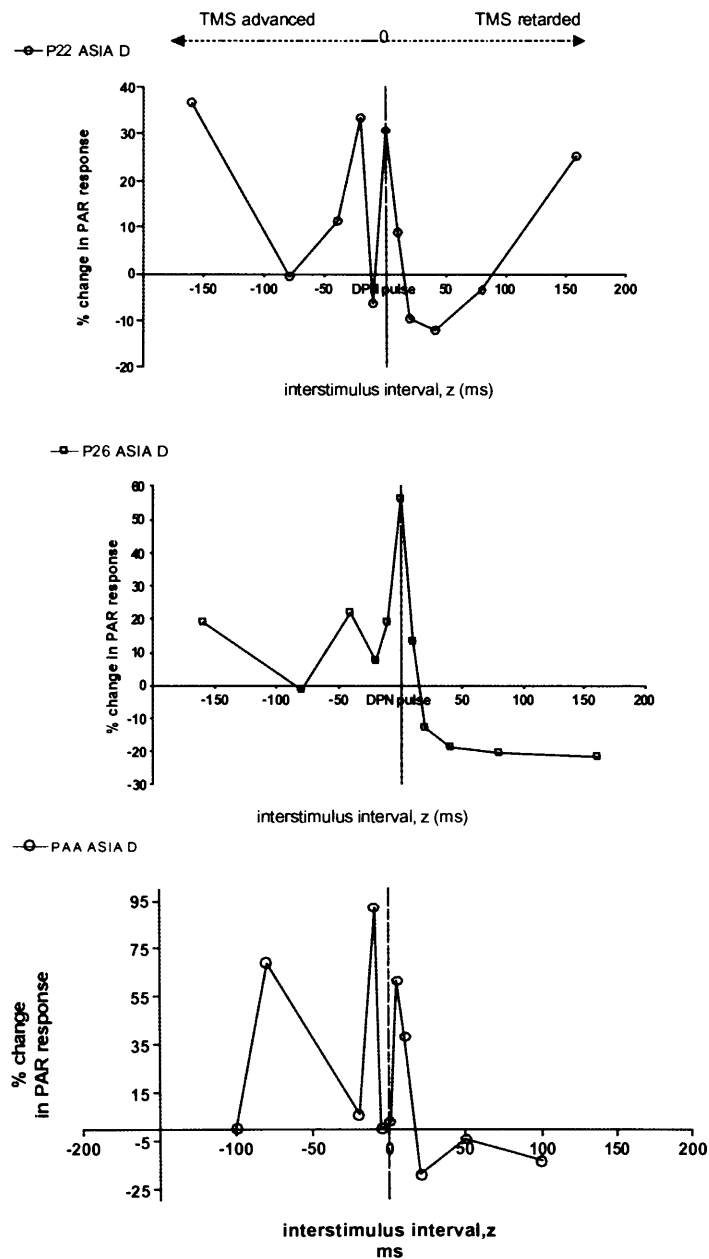 TMS advanced TMS retarded
0
P22 ASIA D
40
30
20
10
0
-10
-20
% change in PAR response
-150 -100 -50 DPN pulse 50 100 150 200
interstimulus interval, z (ms)
P26 ASIA D
60
50
40
30
20
10
0
-10
-20
-30
% change in PAR response
-150 -100 -50 DPN pulse 50 100 150 200
interstimulus interval, z (ms)
PAA ASIA D
95
75
55
35
15
-5
-25
% change
in PAR response
-200 -100 -50 0 50 100 150 200
interstimulus interval,z
ms